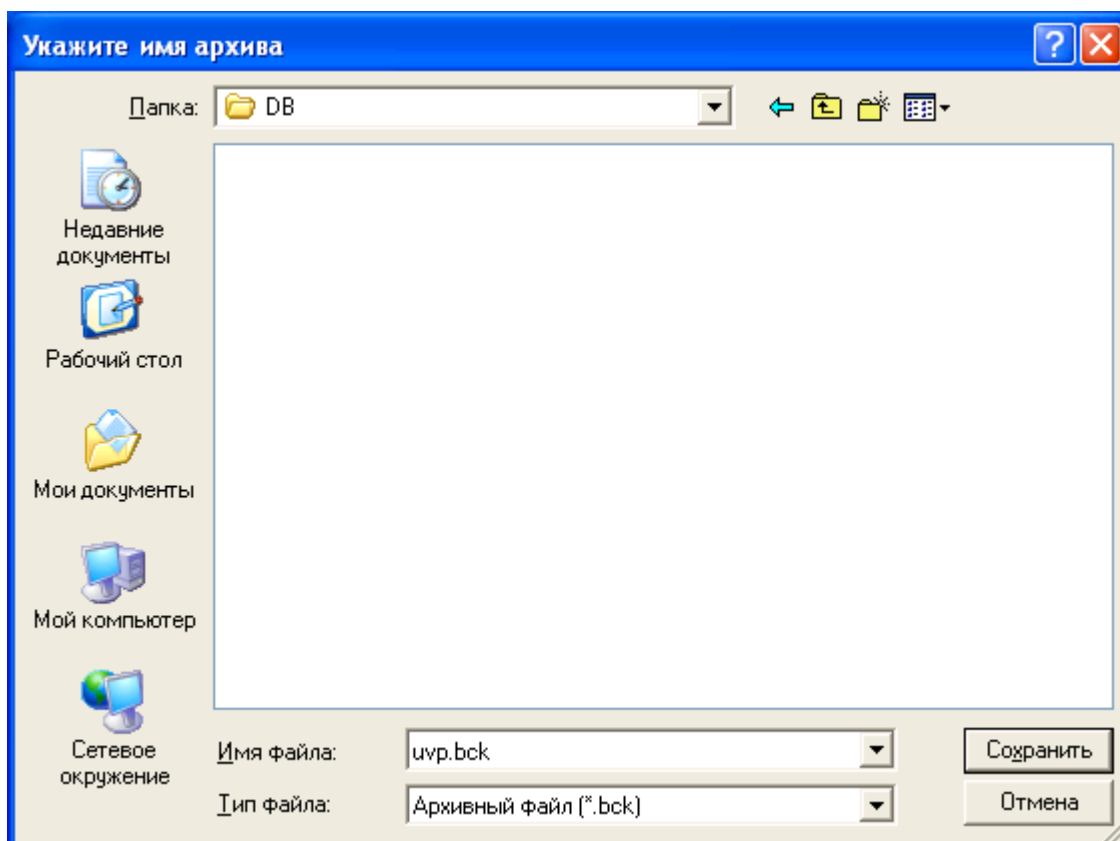 Укажите имя архива
Папка:
DB
Недавние
документы
Рабочий стол
Мои документы
Мой компьютер
Сетевое
окружение
Имя файла:
uvp.bck
Сохранить
Тип файла:
Архивный файл (*.bck)
Отмена